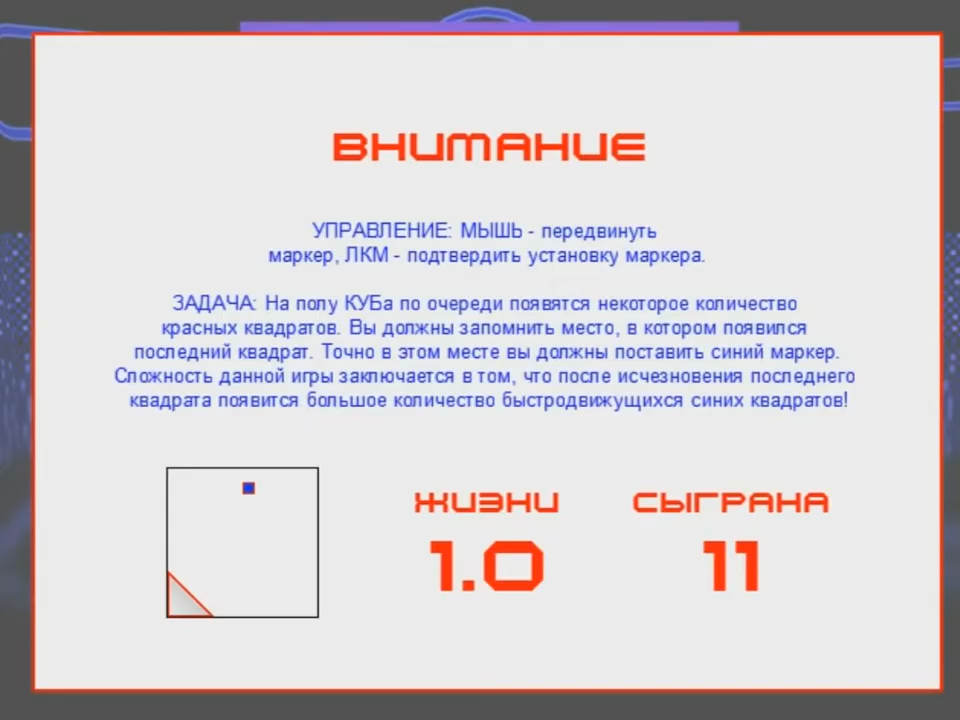 ВНИМАНИЕ
УПРАВЛЕНИЕ: МЫШЬ - передвинуть
маркер, ЛКМ - подтвердить установку маркера.
ЗАДАЧА: На полу КУБа по очереди появятся некоторое количество
красных квадратов. Вы должны запомнить место, в котором появился
последний квадрат. Точно в этом месте вы должны поставить синий маркер.
Сложность данной игры заключается в том, что после исчезновения последнего
квадрата появится большое количество быстродвижущихся синих квадратов!
ЖИЗНИ СЫГРАНА
1.0 11